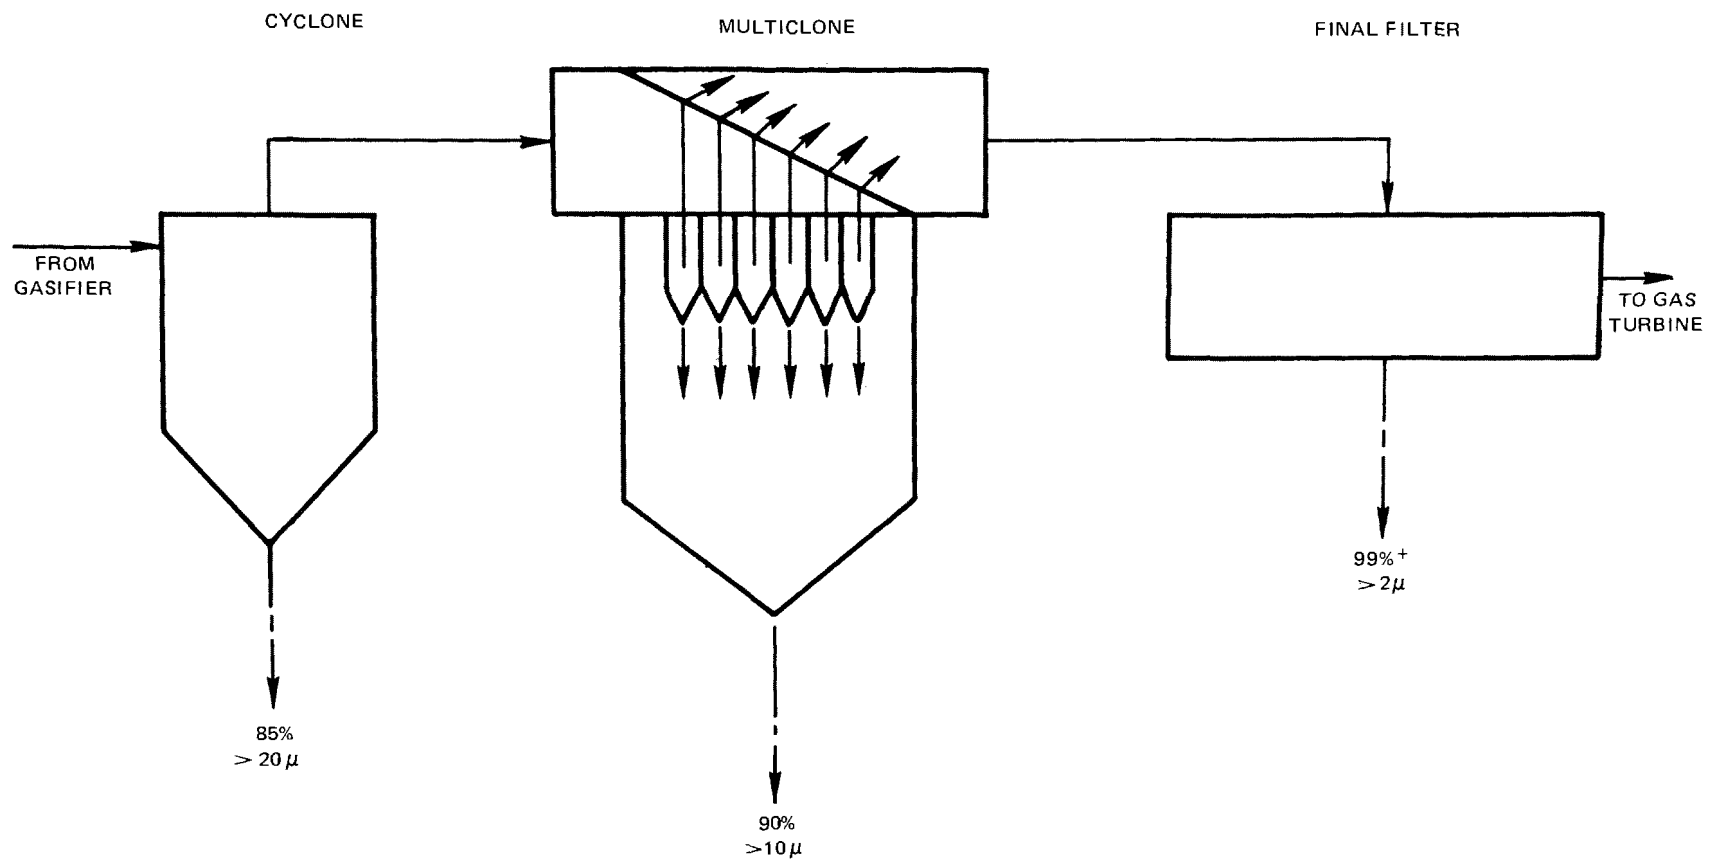 CYCLONE
MULTICLONE
FINAL FILTER
FROM
GASIFIER
TO GAS
TURBINE
99%+
> 2μ
85%
> 20μ
90%
>10μ